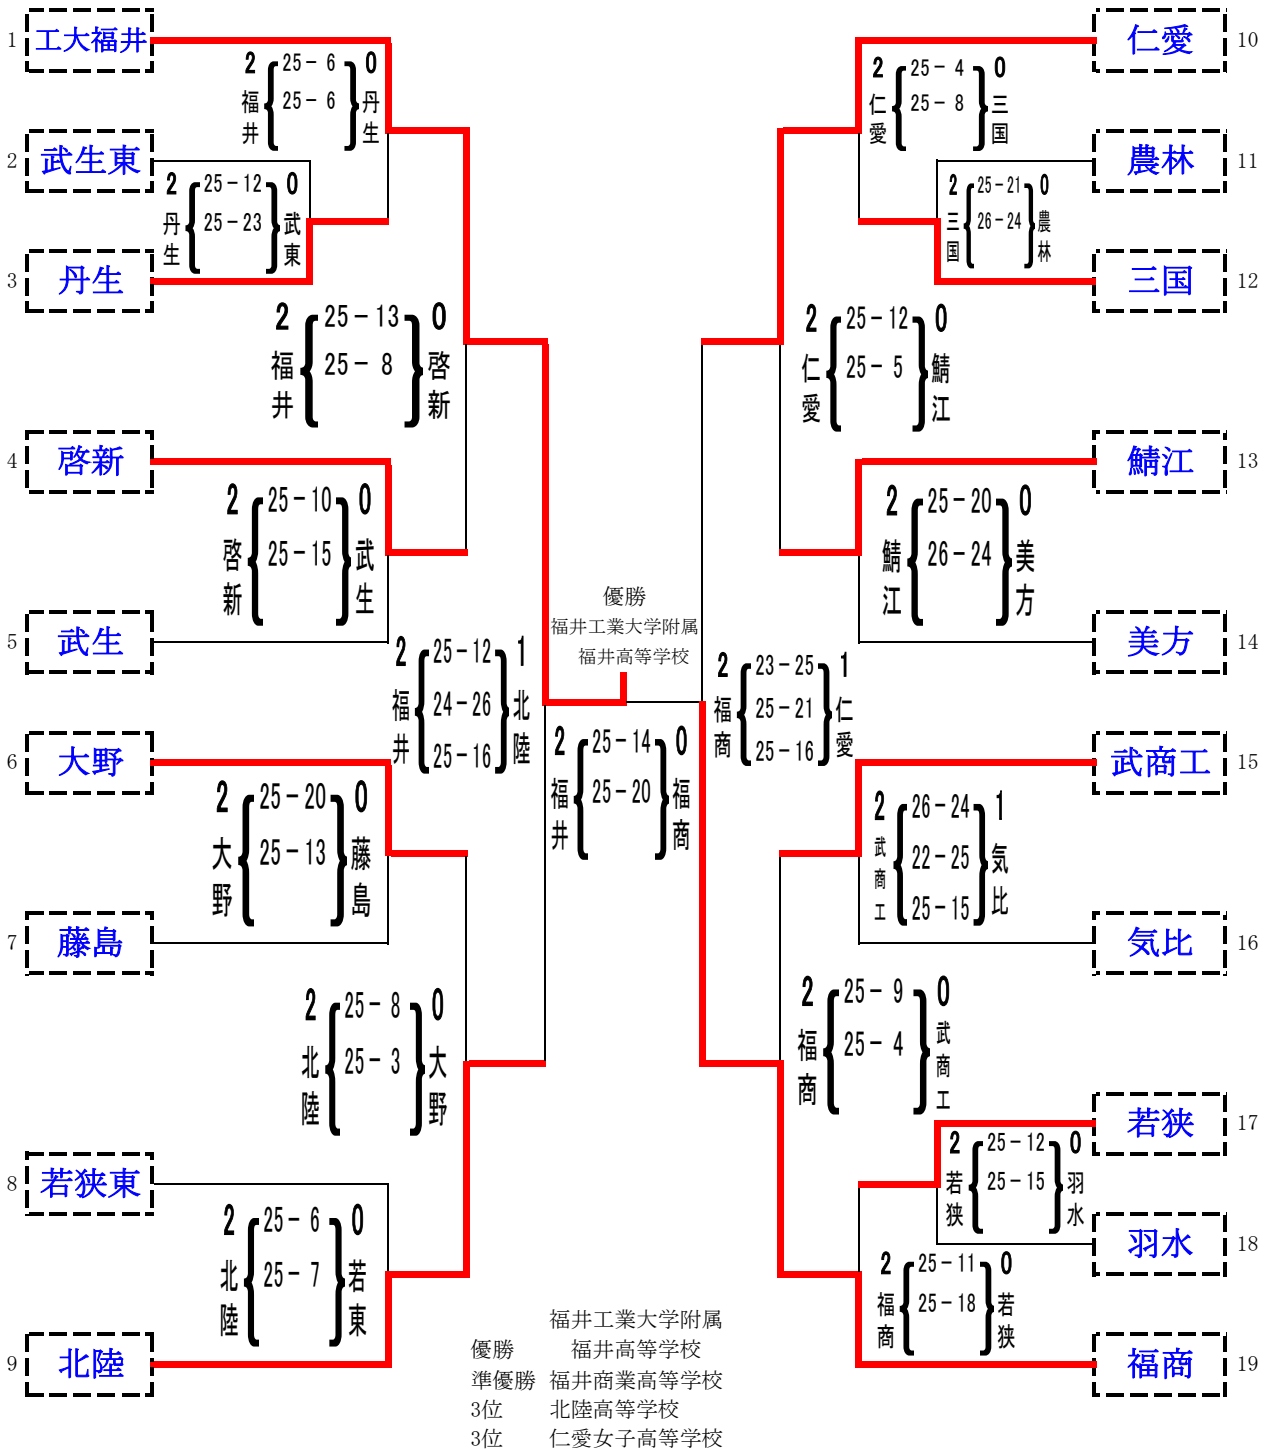 1 工大福井
2 福井 25－6 25－6 0 丹生
2 武生東
2 丹生 25－12 25－23 0 武東
3 丹生
2 福井 25－13 25－8 0 啓新
4 啓新
2 啓新 25－10 25－15 0 武生
5 武生
2 福井 25－12 24－26 25－16 1 北陸
6 大野
2 大野 25－20 25－13 0 藤島
7 藤島
2 北陸 25－8 25－3 0 大野
8 若狭東
2 北陸 25－6 25－7 0 若東
9 北陸
優勝
福井工業大学附属
福井高等学校
2 福井 25－14 25－20 0 福商
仁愛 10
2 仁愛 25－4 25－8 0 三国
農林 11
2 三国 25－21 26－24 0 農林
三国 12
2 仁愛 25－12 25－5 0 鯖江
鯖江 13
2 鯖江 25－20 26－24 0 美方
美方 14
2 福商 23－25 25－21 25－16 1 仁愛
武商工 15
2 武商工 26－24 22－25 25－15 1 気比
気比 16
2 福商 25－9 25－4 0 武商工
若狭 17
2 若狭 25－12 25－15 0 羽水
羽水 18
2 福商 25－11 25－18 0 若狭
福商 19
福井工業大学附属
優勝 福井高等学校
準優勝 福井商業高等学校
3位 北陸高等学校
3位 仁愛女子高等学校